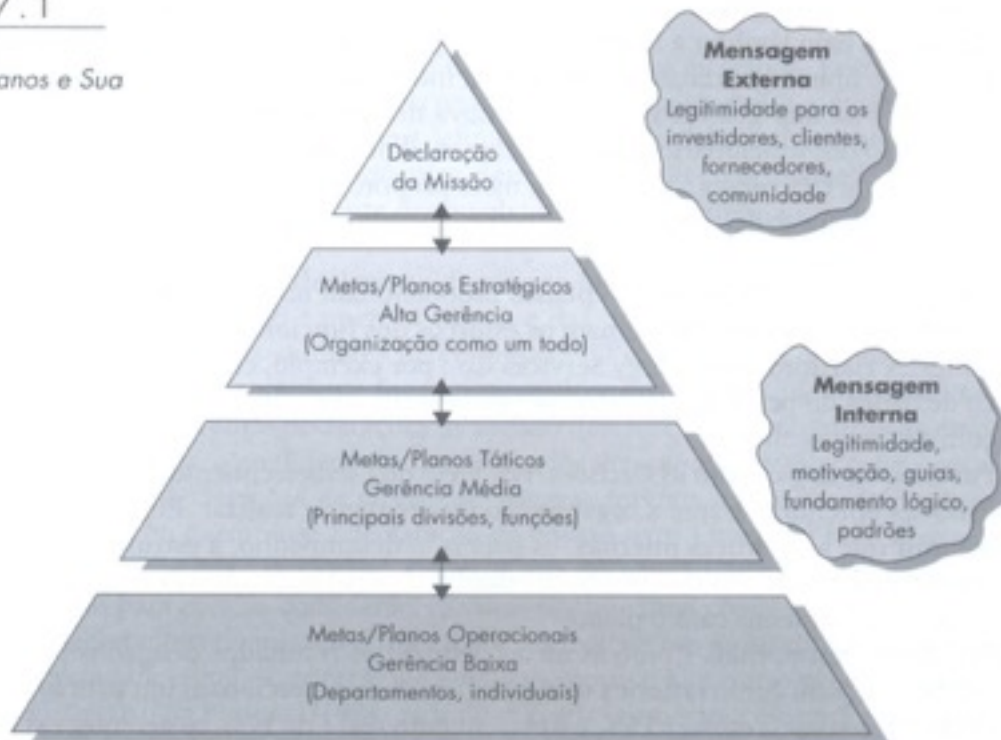 7.1
anos e Sua
Declaração
da Missão
Mensagem
Externa
Legitimidade para os
investidores, clientes,
fornecedores,
comunidade
Metas/Planos Estratégicos
Alta Gerência
(Organização como um todo)
Mensagem
Interna
Legitimidade,
motivação, guias,
fundamento lógico,
padrões
Metas/Planos Táticos
Gerência Média
(Principais divisões, funções)
Metas/Planos Operacionais
Gerência Baixa
(Departamentos, individuais)